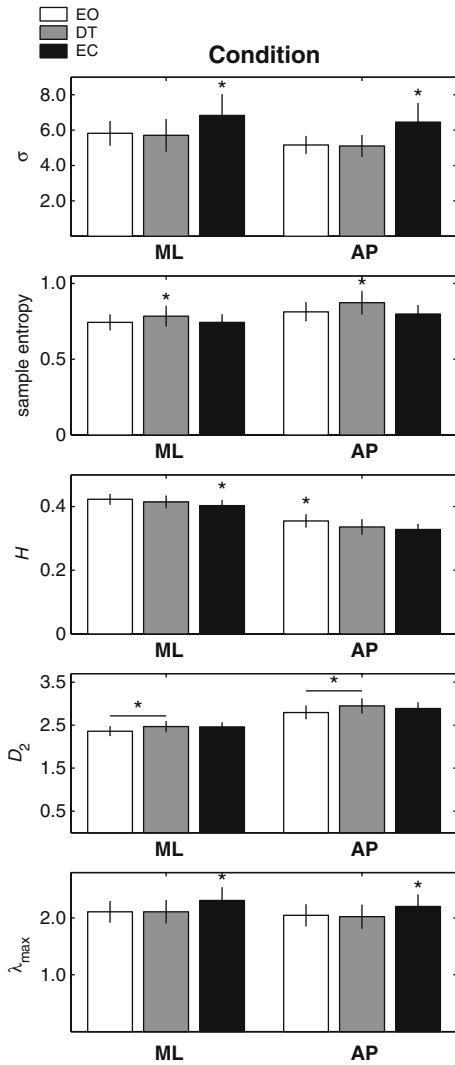 EO
DT
EC
Condition
8.0
6.0
4.0
2.0
σ
* *
ML AP
1.0
0.5
0
sample entropy
* *
ML AP
0.4
0.2
0
H
* *
ML AP
3.5
2.5
1.5
0.5
D2
* *
ML AP
2.0
1.0
λmax
* *
ML AP